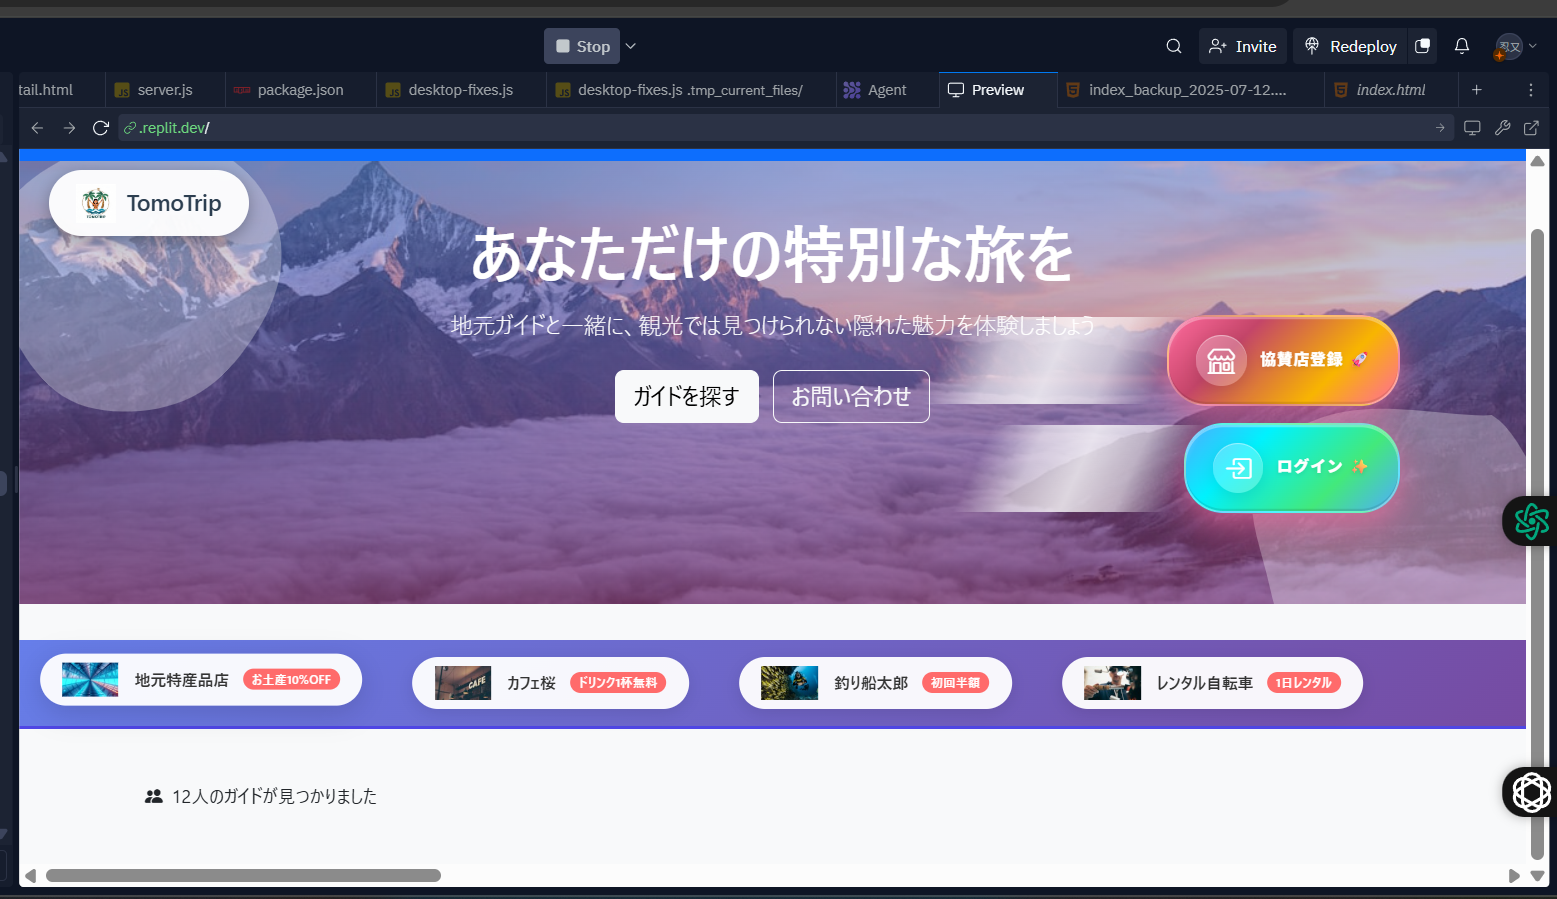 Stop
Invite
Redeploy
忍又
tail.html
server.js
package.json
desktop-fixes.js
desktop-fixes.js .tmp_current_files/
Agent
Preview
index_backup_2025-07-12....
index.html
.replit.dev/
TomoTrip
あなただけの特別な旅を
地元ガイドと一緒に、観光では見つけられない隠れた魅力を体験しましょう
ガイドを探す
お問い合わせ
協賛店登録 🚀
ログイン ✨
地元特産品店
お土産10%OFF
CAFE
カフェ桜
ドリンク1杯無料
釣り船太郎
初回半額
レンタル自転車
1日レンタル
12人のガイドが見つかりました